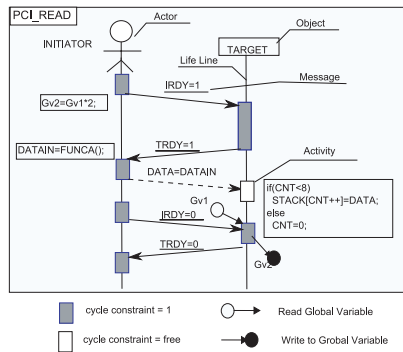 PCI_READ
Actor
Object
INITIATOR
TARGET
Life Line
IRDY=1
Message
Gv2=Gv1*2;
TRDY=1
DATAIN=FUNCA();
Activity
DATA=DATAIN
if(CNT<8)
STACK[CNT++]=DATA;
else
CNT=0;
Gv1
IRDY=0
TRDY=0
Gv2
cycle constraint = 1
Read Global Variable
cycle constraint = free
Write to Grobal Variable